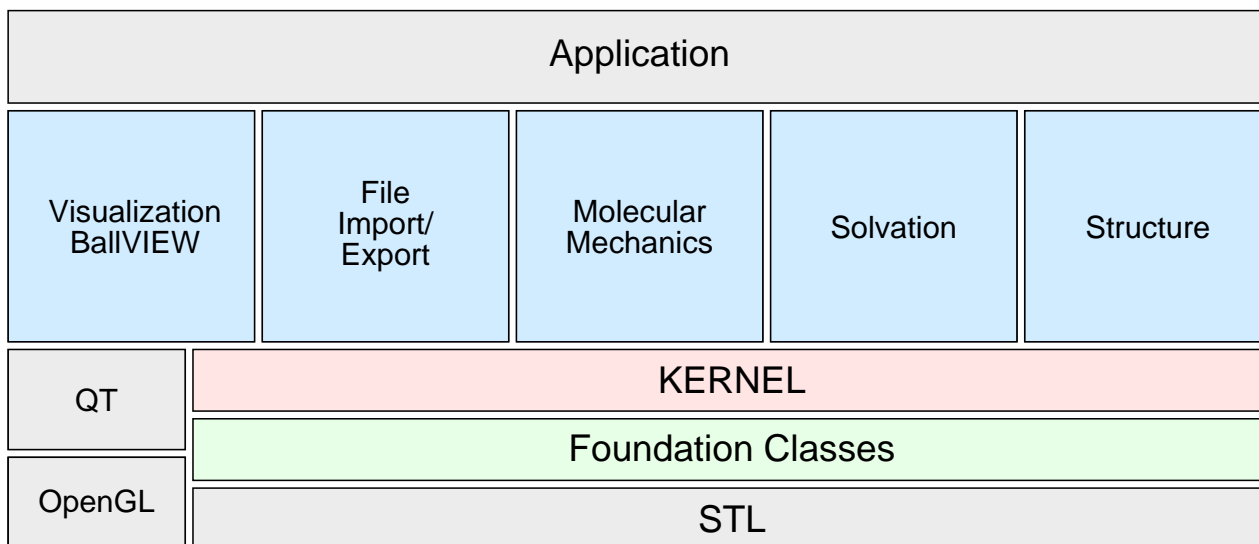 Application
Visualization
BallVIEW
File
Import/
Export
Molecular
Mechanics
Solvation
Structure
QT
KERNEL
Foundation Classes
OpenGL
STL